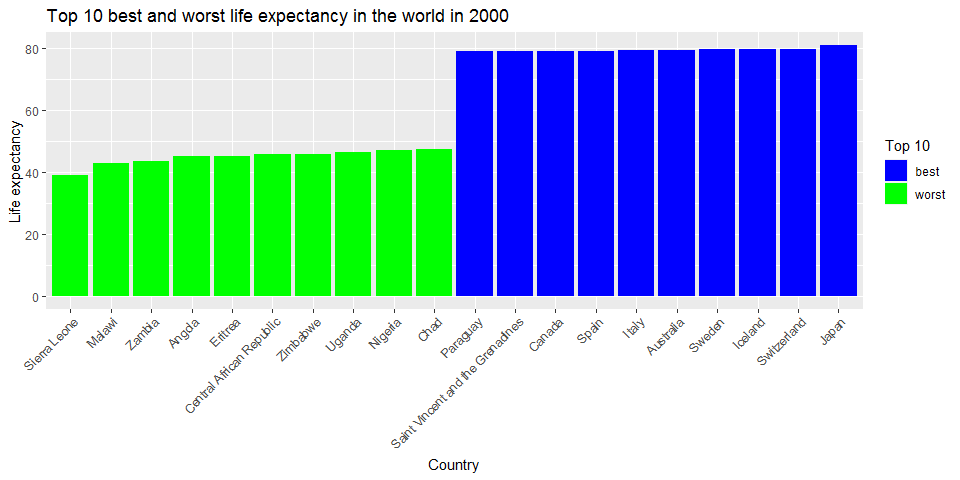 Top 10 best and worst life expectancy in the world in 2000
Life expectancy
80
60
40
20
0
Sierra Leone
Malawi
Zambia
Angola
Eritrea
Central African Republic
Zimbabwe
Uganda
Nigeria
Chad
Paraguay
Saint Vincent and the Grenadines
Canada
Spain
Italy
Australia
Sweden
Iceland
Switzerland
Japan
Country
Top 10
best
worst